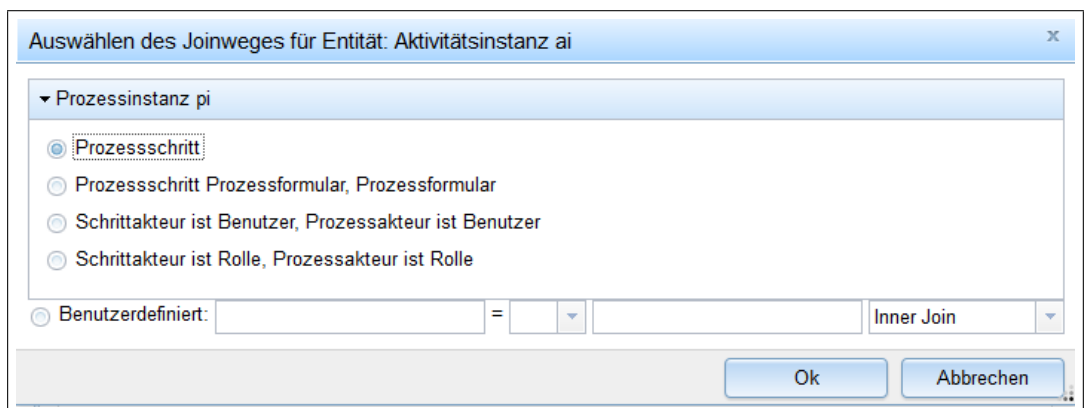 Auswählen des Joinweges für Entität: Aktivitätsinstanz ai x
Prozessinstanz pi
Prozessschritt
Prozessschritt Prozessformular, Prozessformular
Schrittakteur ist Benutzer, Prozessakteur ist Benutzer
Schrittakteur ist Rolle, Prozessakteur ist Rolle
Benutzerdefiniert: = Inner Join
Ok Abbrechen